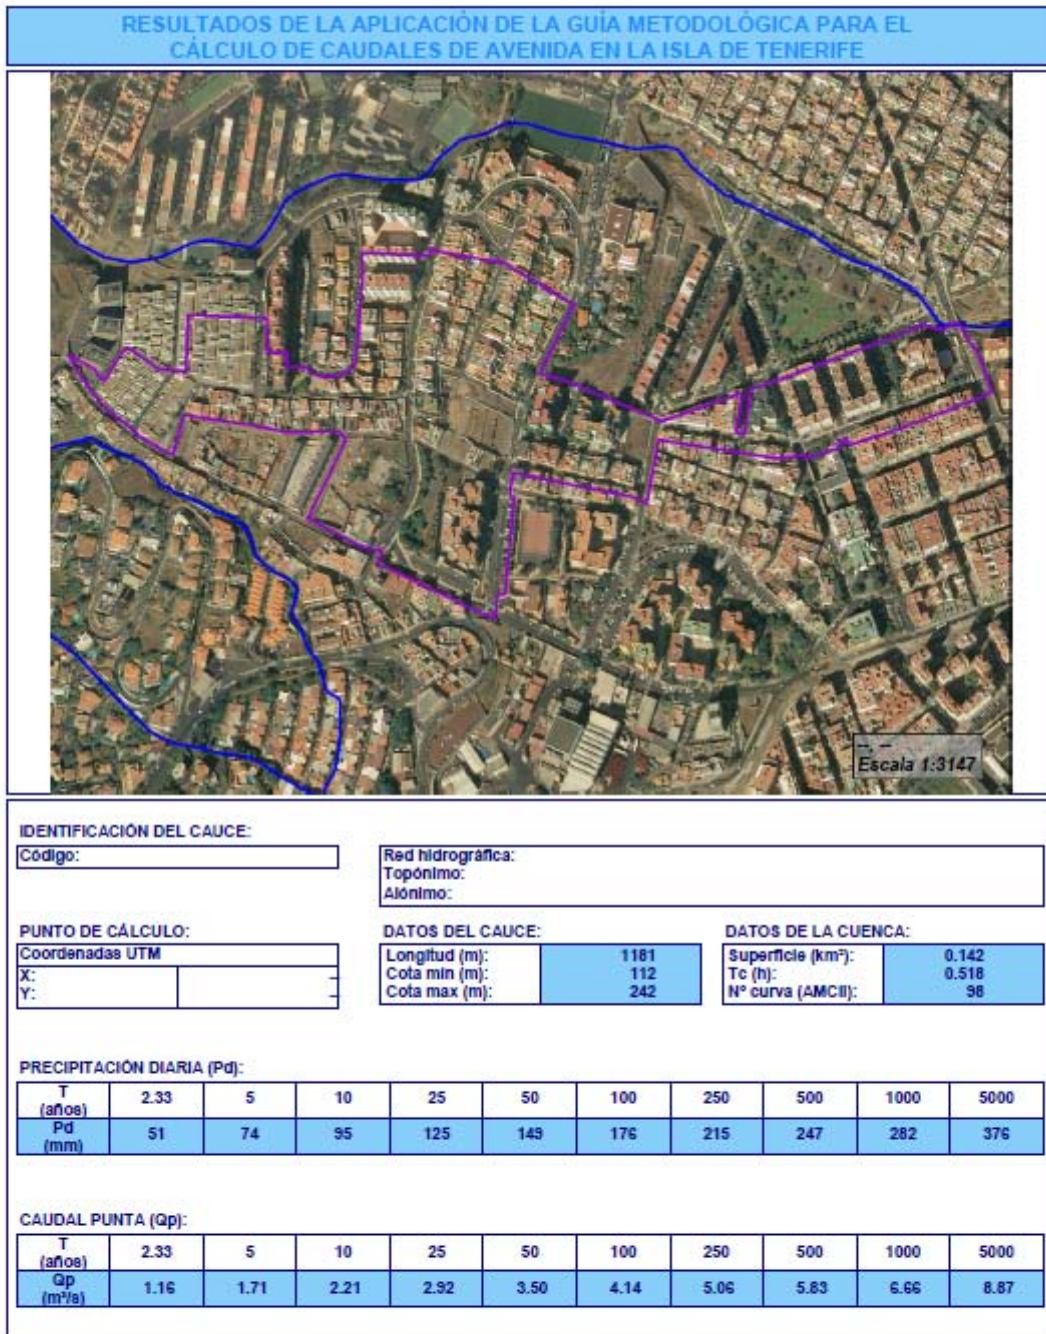 RESULTADOS DE LA APLICACIÓN DE LA GUÍA METODOLÓGICA PARA EL
CÁLCULO DE CAUDALES DE AVENIDA EN LA ISLA DE TENERIFE
--, --
Escala 1:3147
IDENTIFICACIÓN DEL CAUCE:
Código:
Red hidrográfica:
Topónimo:
Alónimo:
PUNTO DE CÁLCULO:
Coordenadas UTM
X: --
Y: --
DATOS DEL CAUCE:
Longitud (m): 1181
Cota min (m): 112
Cota max (m): 242
DATOS DE LA CUENCA:
Superficie (km²): 0.142
Tc (h): 0.518
Nº curva (AMCII): 98
PRECIPITACIÓN DIARIA (Pd):
T (años) 2.33 5 10 25 50 100 250 500 1000 5000
Pd (mm) 51 74 95 125 149 176 215 247 282 376
CAUDAL PUNTA (Qp):
T (años) 2.33 5 10 25 50 100 250 500 1000 5000
Qp (m³/s) 1.16 1.71 2.21 2.92 3.50 4.14 5.06 5.83 6.66 8.87